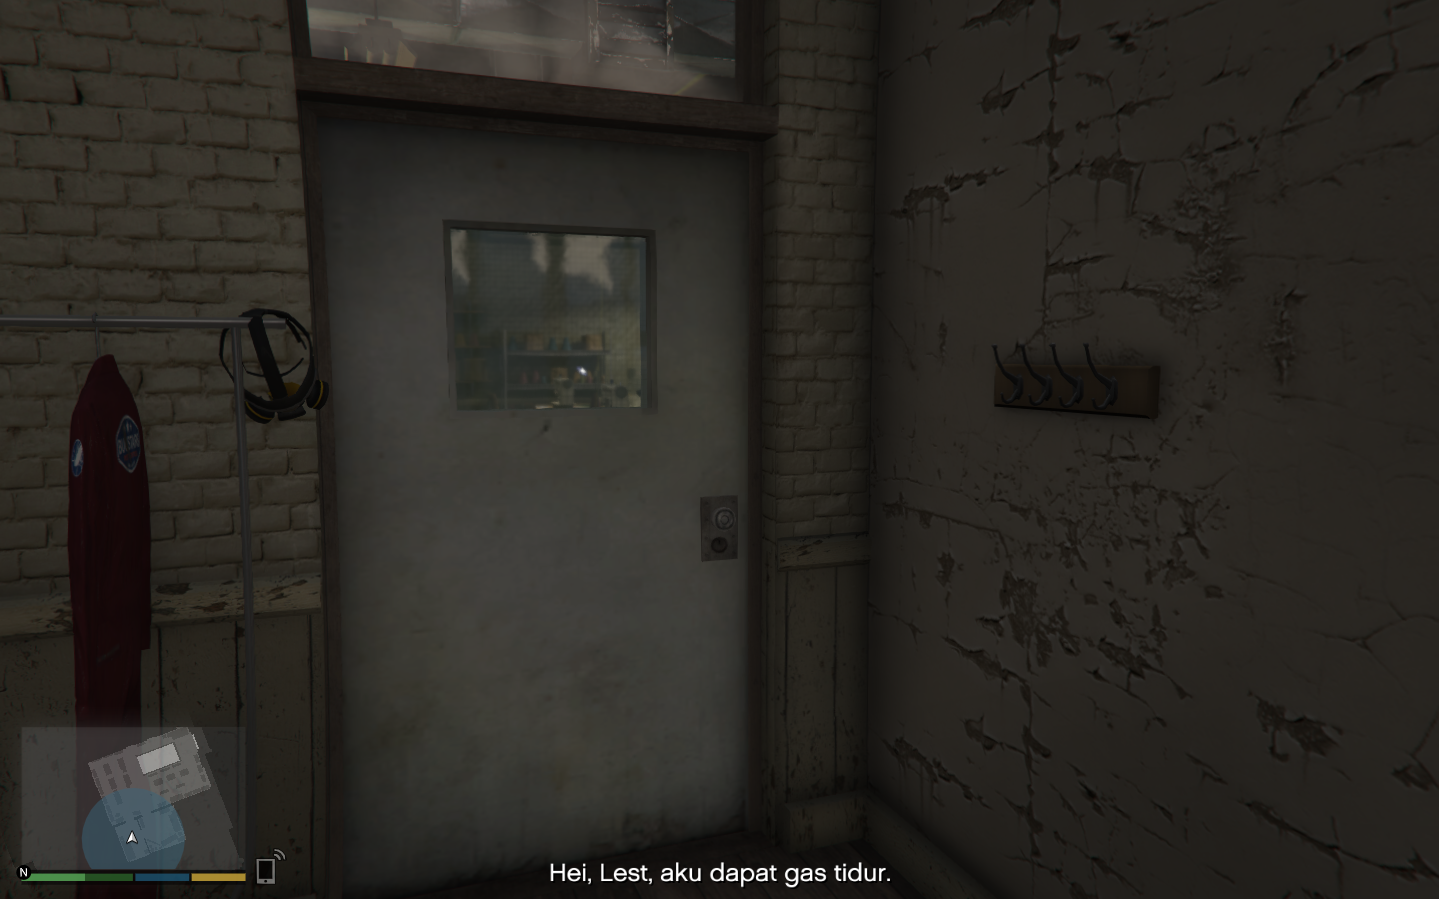 N
Hei, Lest, aku dapat gas tidur.